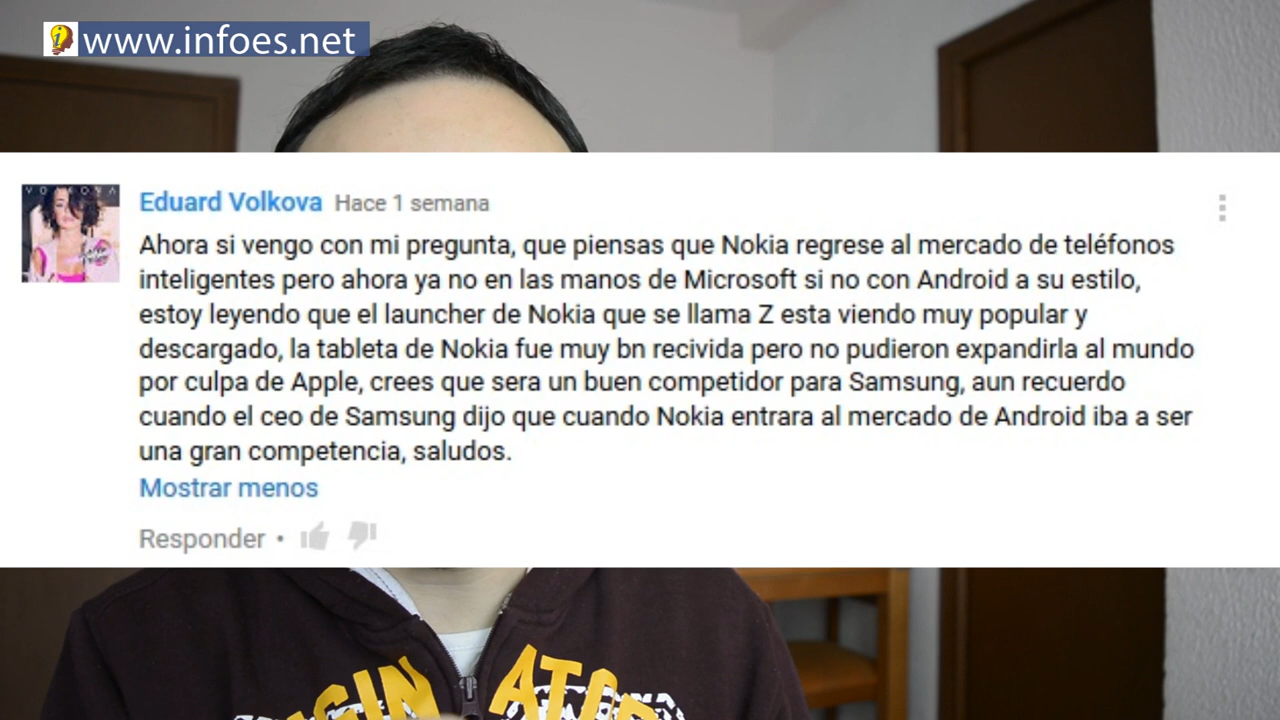 www.infoes.net
VOLKOVA
Eduard Volkova Hace 1 semana
Ahora si vengo con mi pregunta, que piensas que Nokia regrese al mercado de teléfonos
inteligentes pero ahora ya no en las manos de Microsoft si no con Android a su estilo,
estoy leyendo que el launcher de Nokia que se llama Z esta viendo muy popular y
descargado, la tableta de Nokia fue muy bn recivida pero no pudieron expandirla al mundo
por culpa de Apple, crees que sera un buen competidor para Samsung, aun recuerdo
cuando el ceo de Samsung dijo que cuando Nokia entrara al mercado de Android iba a ser
una gran competencia, saludos.
Mostrar menos
Responder •